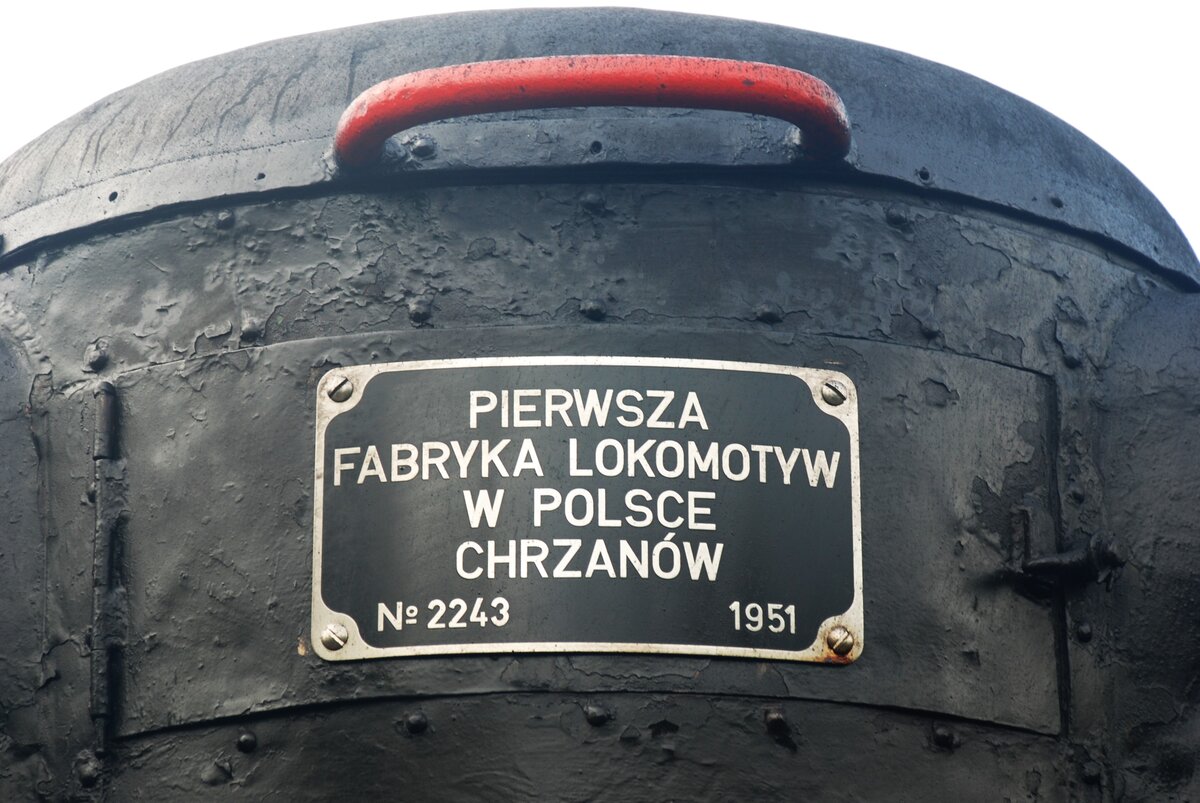 PIERWSZA
FABRYKA LOKOMOTYW
W POLSCE
CHRZANÓW
Nº 2243 1951